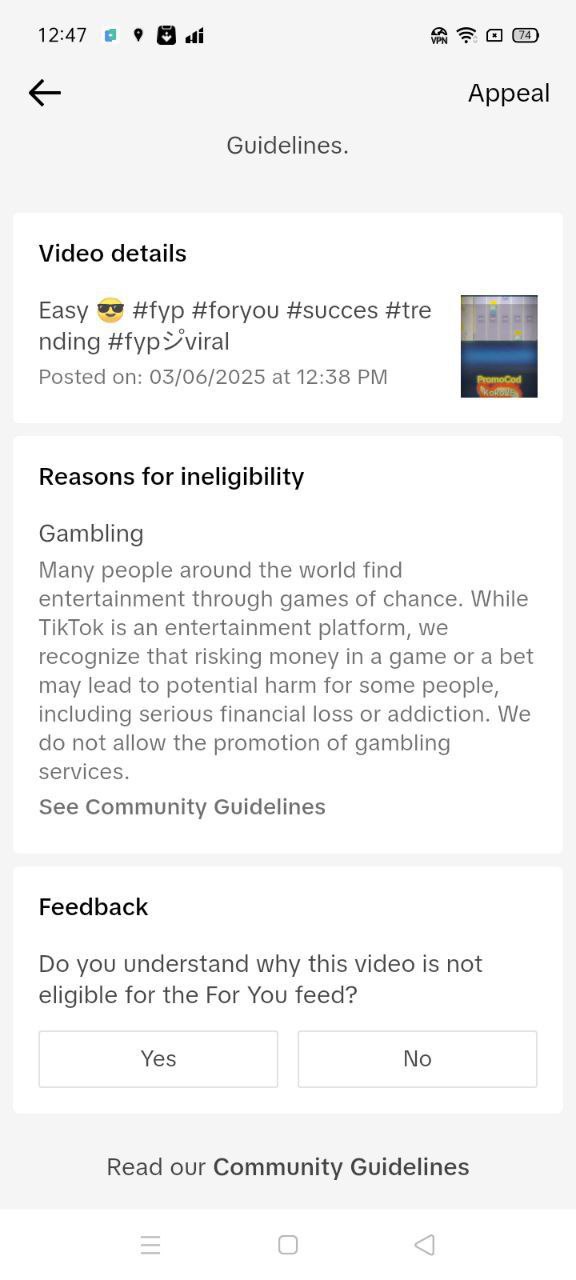 12:47
VPN
74
Appeal
Guidelines.
Video details
Easy 😎 #fyp #foryou #succes #tre
nding #fypシviral
Posted on: 03/06/2025 at 12:38 PM
PromoCod
Reasons for ineligibility
Gambling
Many people around the world find
entertainment through games of chance. While
TikTok is an entertainment platform, we
recognize that risking money in a game or a bet
may lead to potential harm for some people,
including serious financial loss or addiction. We
do not allow the promotion of gambling
services.
See Community Guidelines
Feedback
Do you understand why this video is not
eligible for the For You feed?
Yes
No
Read our Community Guidelines